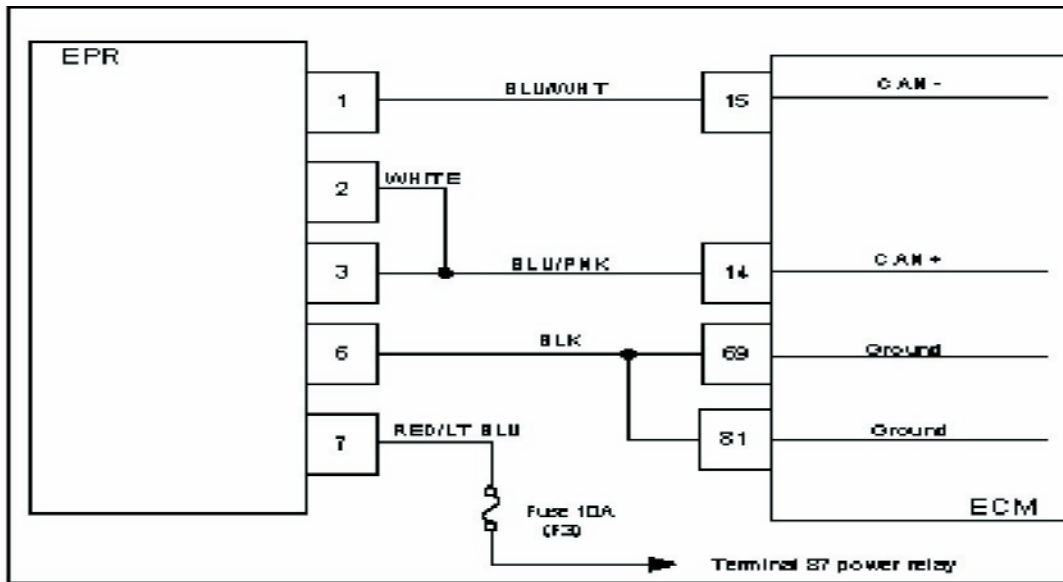 EPR
1 BLU/WHT 15 CAN -
2 WHITE
3 BLU/PNK 14 CAN +
6 BLK 69 Ground
7 RED/LT BLU 81 Ground
Fuse 10A
(F3)
ECM
Terminal 87 power relay